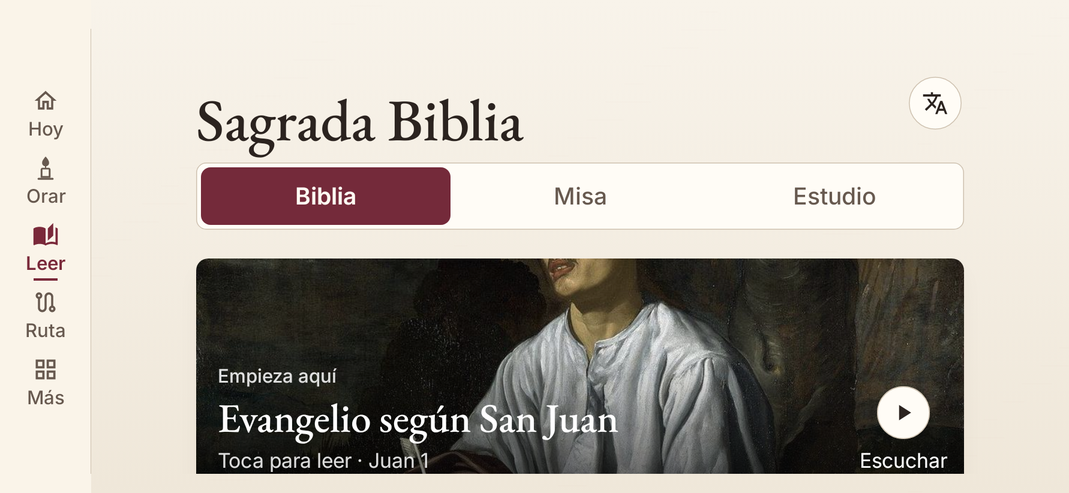 Hoy
Orar
Leer
Ruta
Más
Sagrada Biblia
Biblia
Misa
Estudio
Empieza aquí
Evangelio según San Juan
Toca para leer · Juan 1
Escuchar